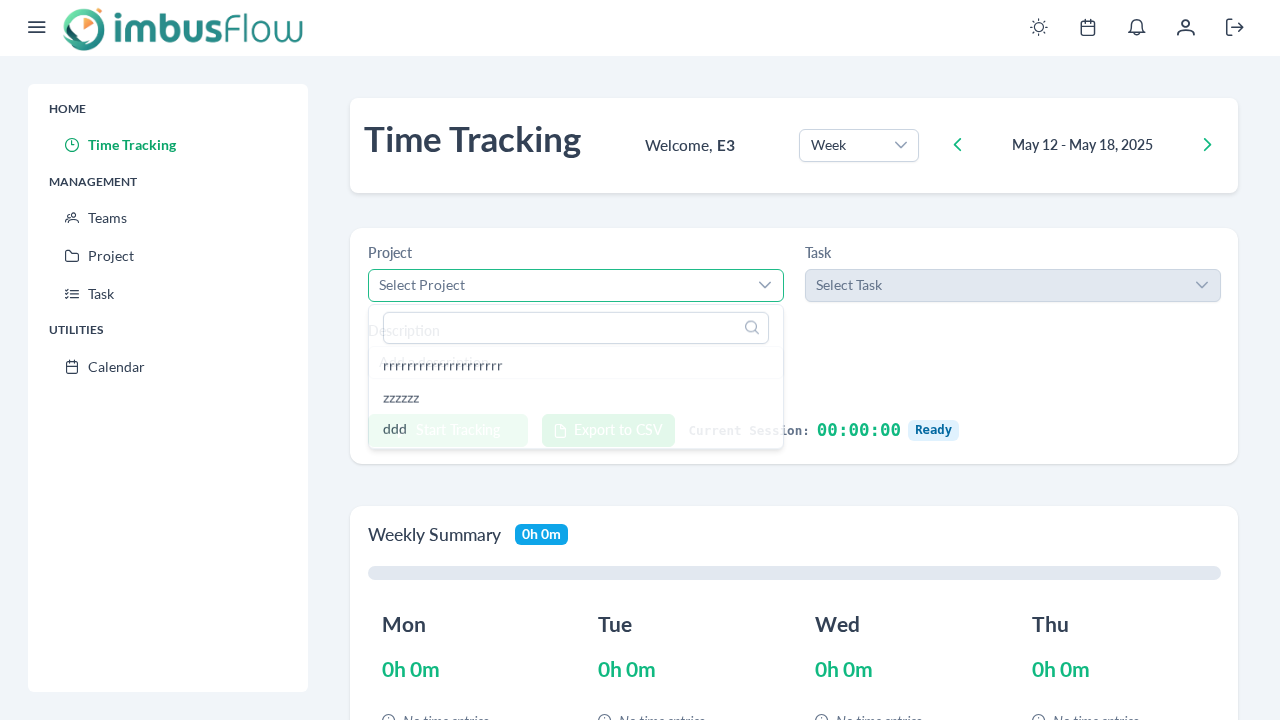 imbusFlow
HOME
Time Tracking
MANAGEMENT
Teams
Project
Task
UTILITIES
Calendar
Time Tracking
Welcome, E3
Week
May 12 - May 18, 2025
Project
Task
Select Project
Select Task
Description
rrrrrrrrrrrrrrrrrrrr
zzzzzz
ddd
Start Tracking
Export to CSV
Current Session: 00:00:00 Ready
Weekly Summary 0h 0m
Mon Tue Wed Thu
0h 0m 0h 0m 0h 0m 0h 0m
No time entries No time entries No time entries No time entries